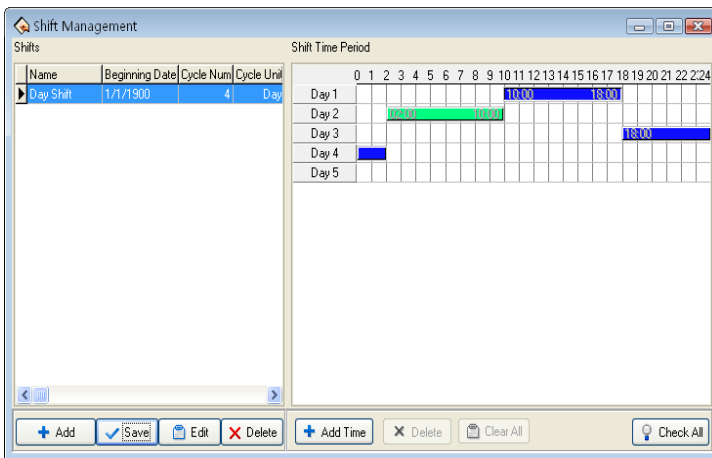 Shift Management
Shifts
Shift Time Period
Name Beginning Date Cycle Num Cycle Unit
Day Shift 1/1/1900 4 Day
0 1 2 3 4 5 6 7 8 9 10 11 12 13 14 15 16 17 18 19 20 21 22 2:24
Day 1 10:00 18:00
Day 2 02:00 10:00
Day 3 18:00
Day 4
Day 5
Add Save Edit Delete Add Time Delete Clear All Check All